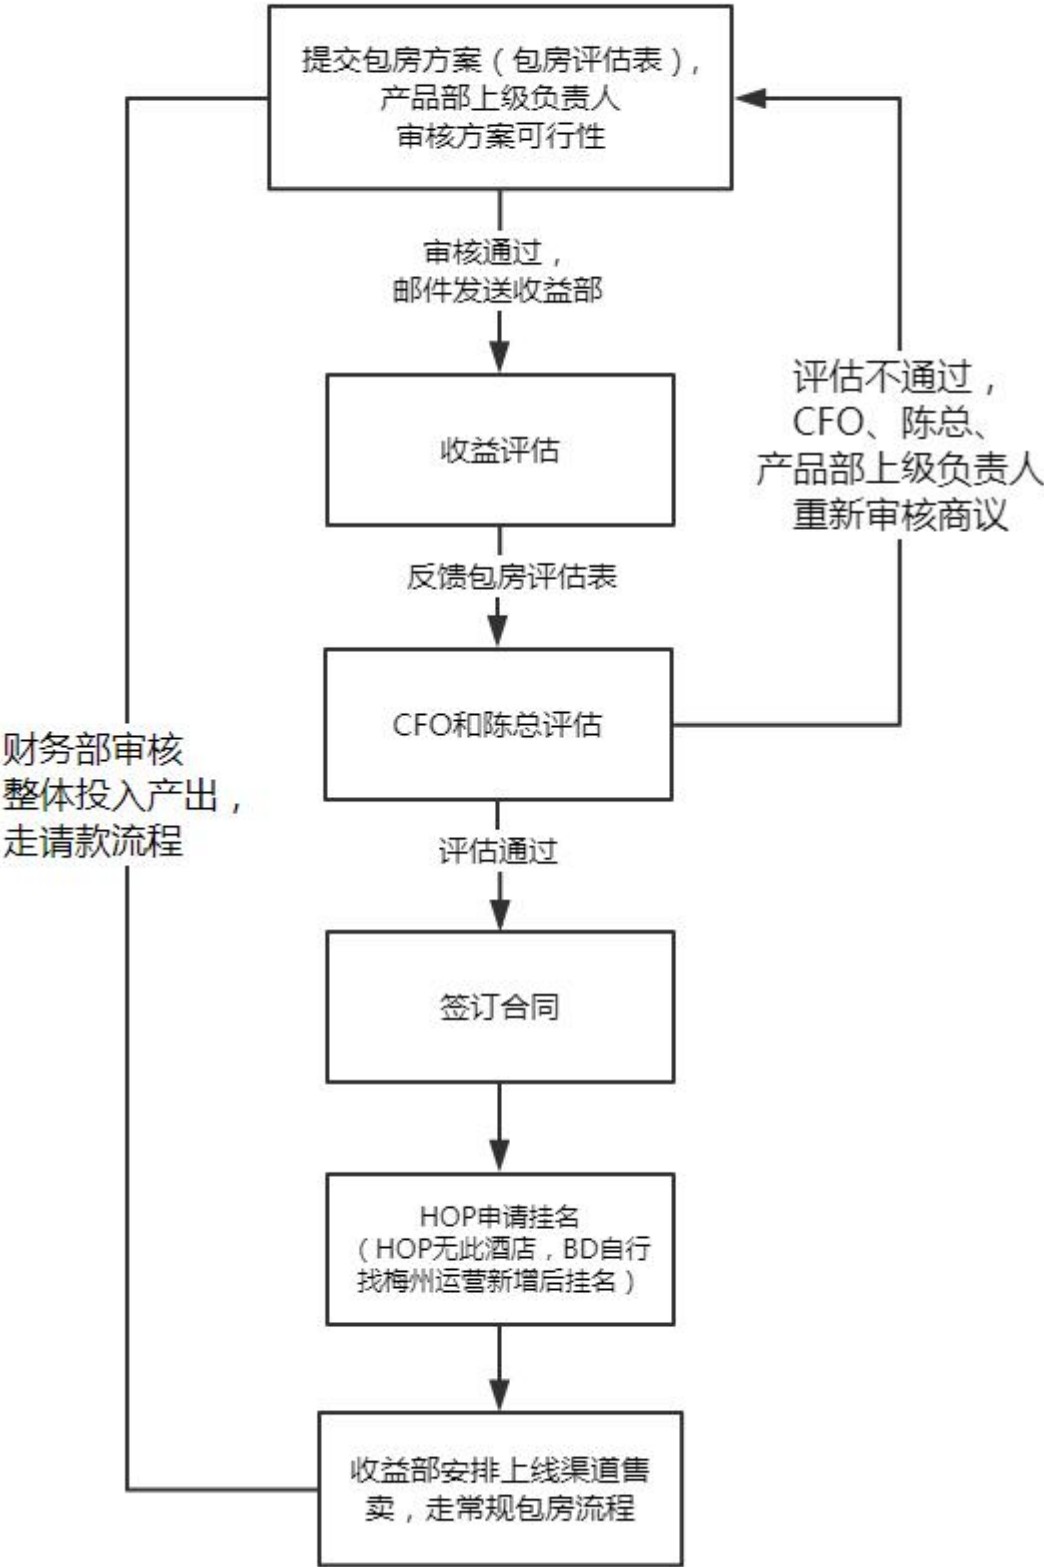 提交包房方案（包房评估表），
产品部上级负责人
审核方案可行性
审核通过，
邮件发送收益部
收益评估
评估不通过，
CFO、陈总、
产品部上级负责人
重新审核商议
反馈包房评估表
CFO和陈总评估
财务部审核
整体投入产出，
走请款流程
评估通过
签订合同
HOP申请挂名
（HOP无此酒店，BD自行
找梅州运营新增后挂名）
收益部安排上线渠道售
卖，走常规包房流程